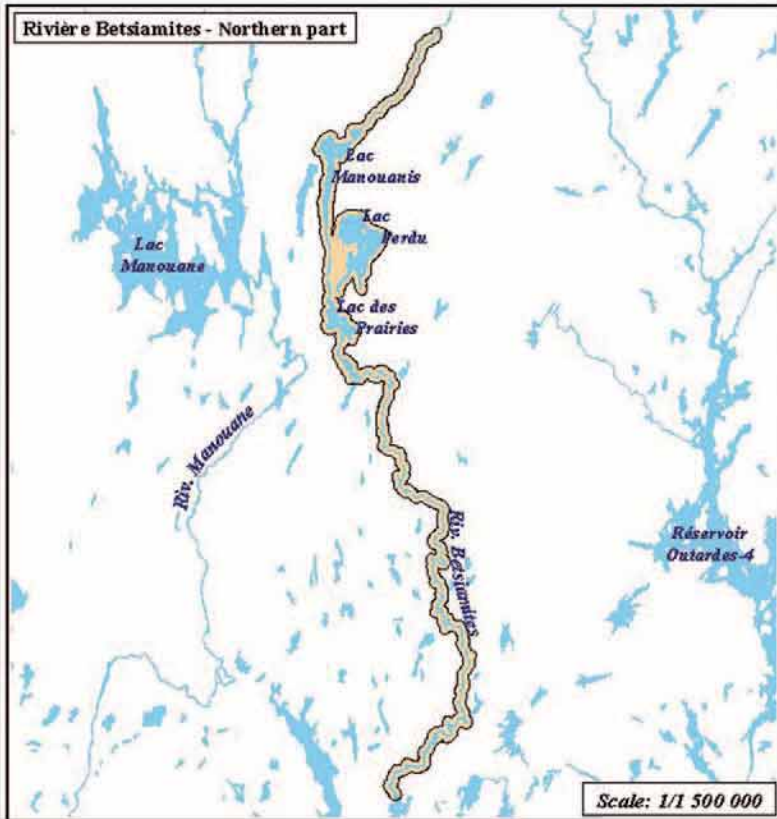 Rivière Betsiamites - Northern part
Lac
Manouanis
Lac
Perdu
Lac
Manouane
Lac des
Prairies
Riv. Manouane
Riv. Betsiamites
Réservoir
Outardes-4
Scale: 1/1 500 000